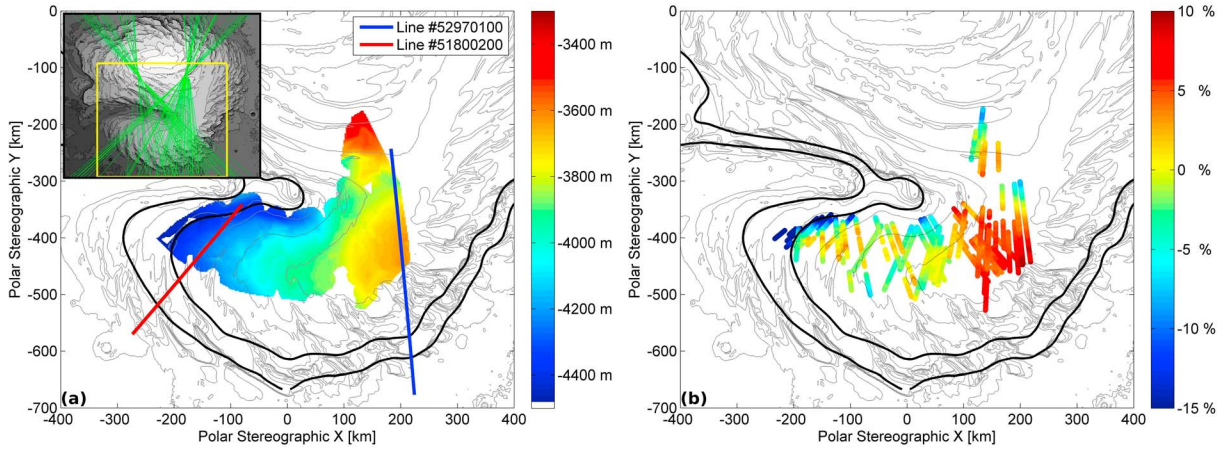 Line #52970100
Line #51800200
0
-100
-200
-300
-400
-500
-600
-700
Polar Stereographic Y [km]
-400
-300
-200
-100
0
100
200
300
400
Polar Stereographic X [km]
(a)
-3400 m
-3600 m
-3800 m
-4000 m
-4200 m
-4400 m
0
-100
-200
-300
-400
-500
-600
-700
Polar Stereographic Y [km]
-400
-300
-200
-100
0
100
200
300
400
Polar Stereographic X [km]
(b)
10 %
5 %
0 %
-5 %
-10 %
-15 %